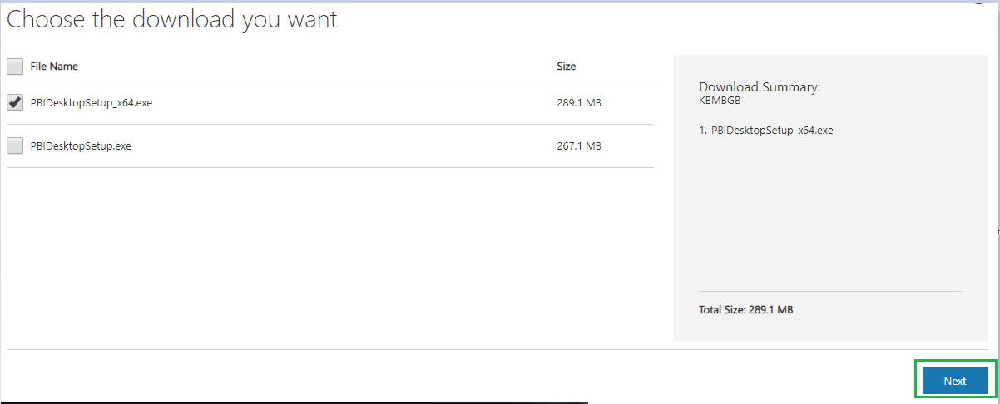 Choose the download you want
File Name Size
PBIDesktopSetup_x64.exe 289.1 MB
PBIDesktopSetup.exe 267.1 MB
Download Summary:
KBMBGB
1. PBIDesktopSetup_x64.exe
Total Size: 289.1 MB
Next